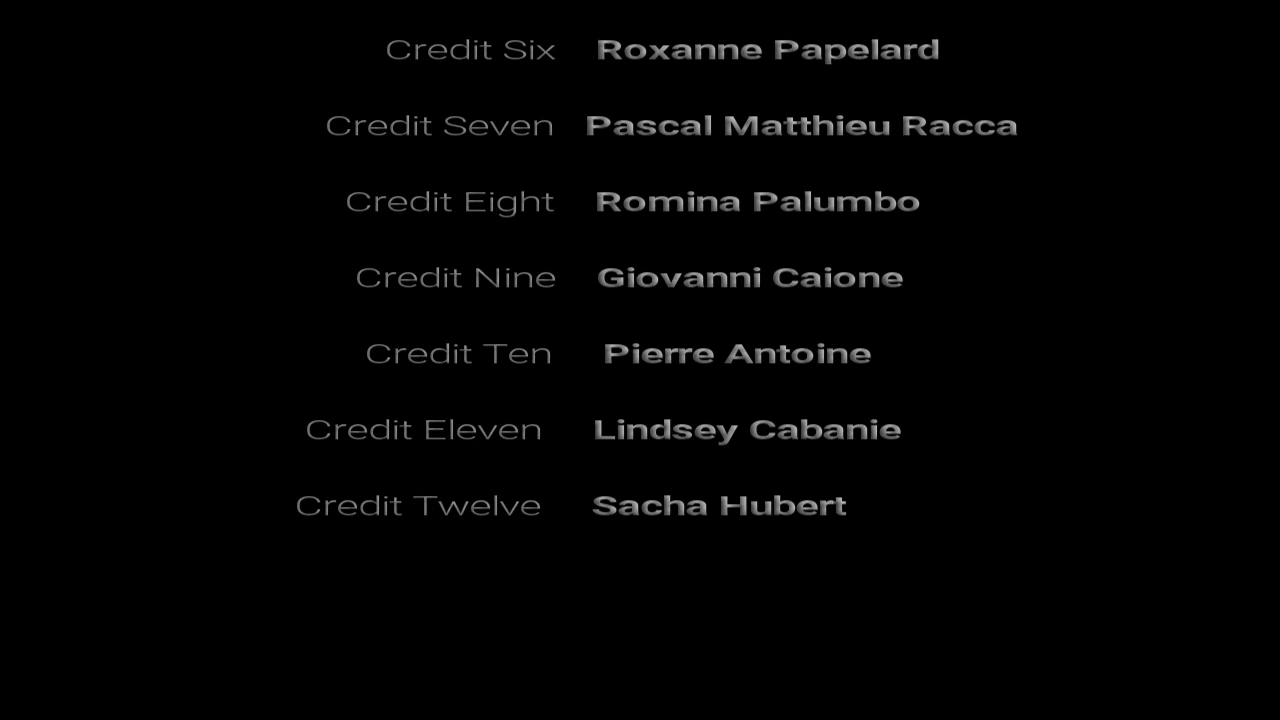 Credit Six Roxanne Papelard
Credit Seven Pascal Matthieu Racca
Credit Eight Romina Palumbo
Credit Nine Giovanni Caione
Credit Ten Pierre Antoine
Credit Eleven Lindsey Cabanie
Credit Twelve Sacha Hubert